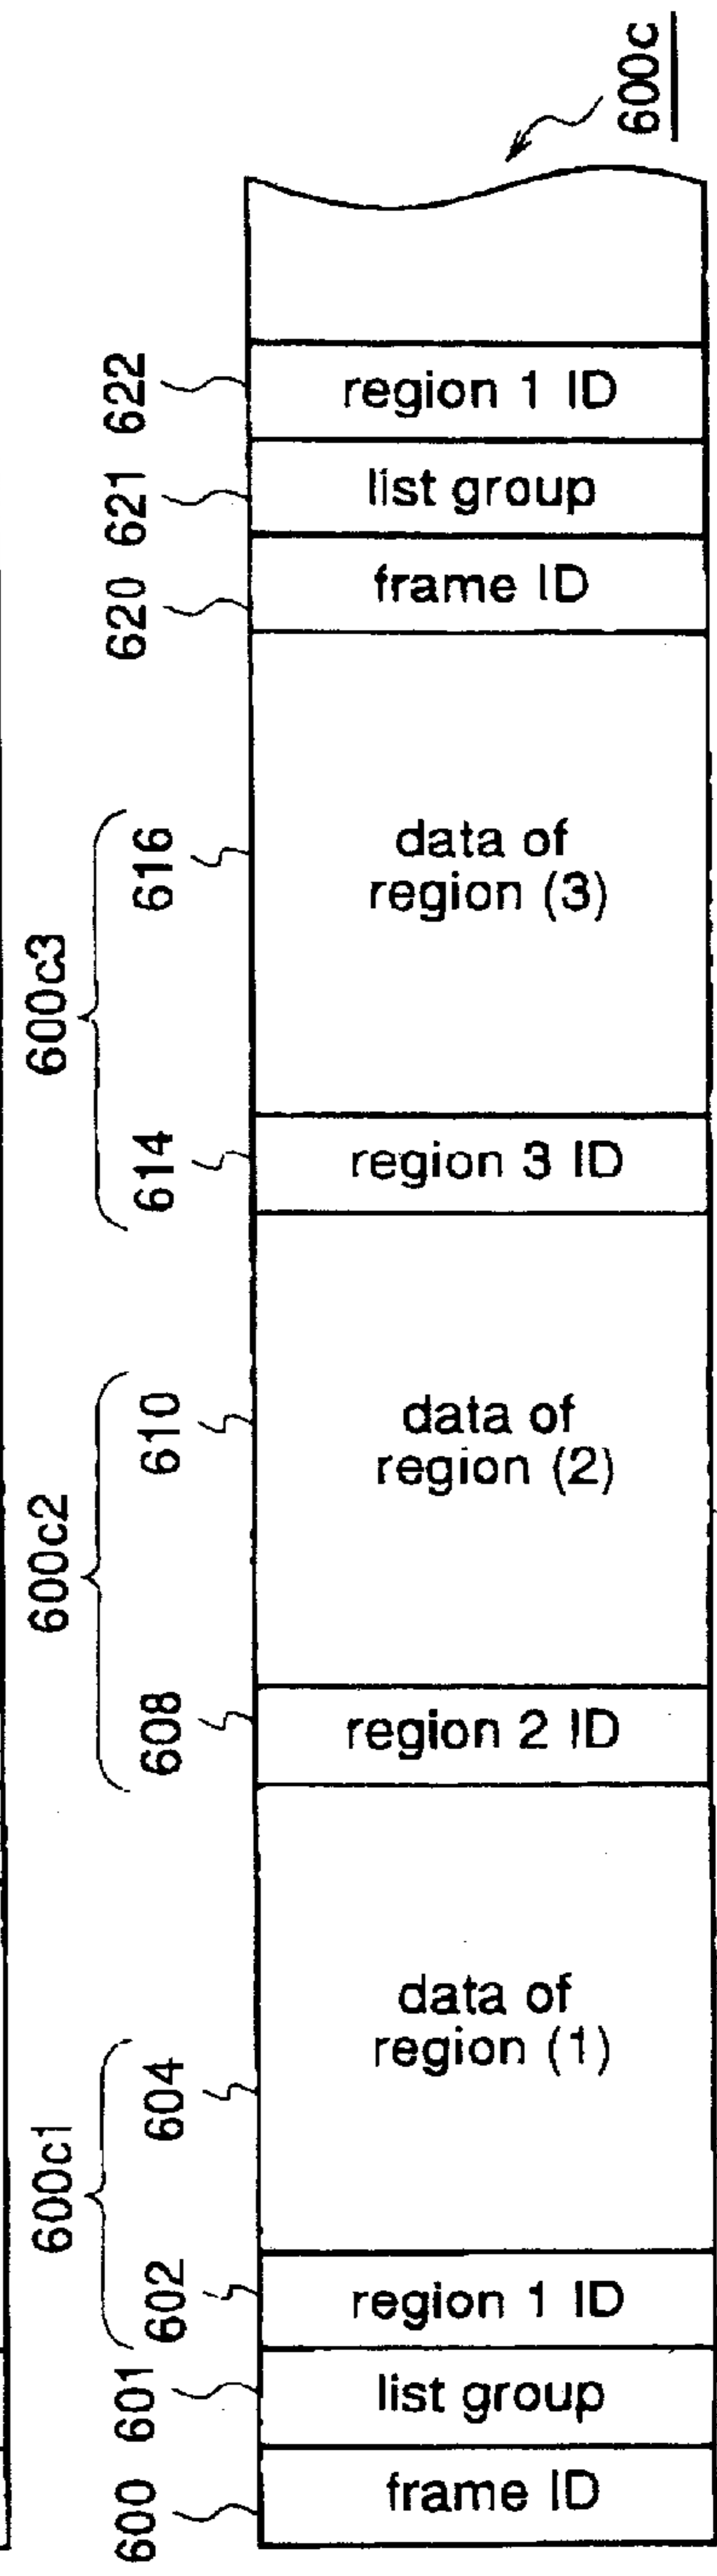 600c
622
region 1 ID
621
list group
620
frame ID
600c3
616
data of
region (3)
614
region 3 ID
600c2
610
data of
region (2)
608
region 2 ID
600c1
604
data of
region (1)
602
region 1 ID
601
list group
600
frame ID